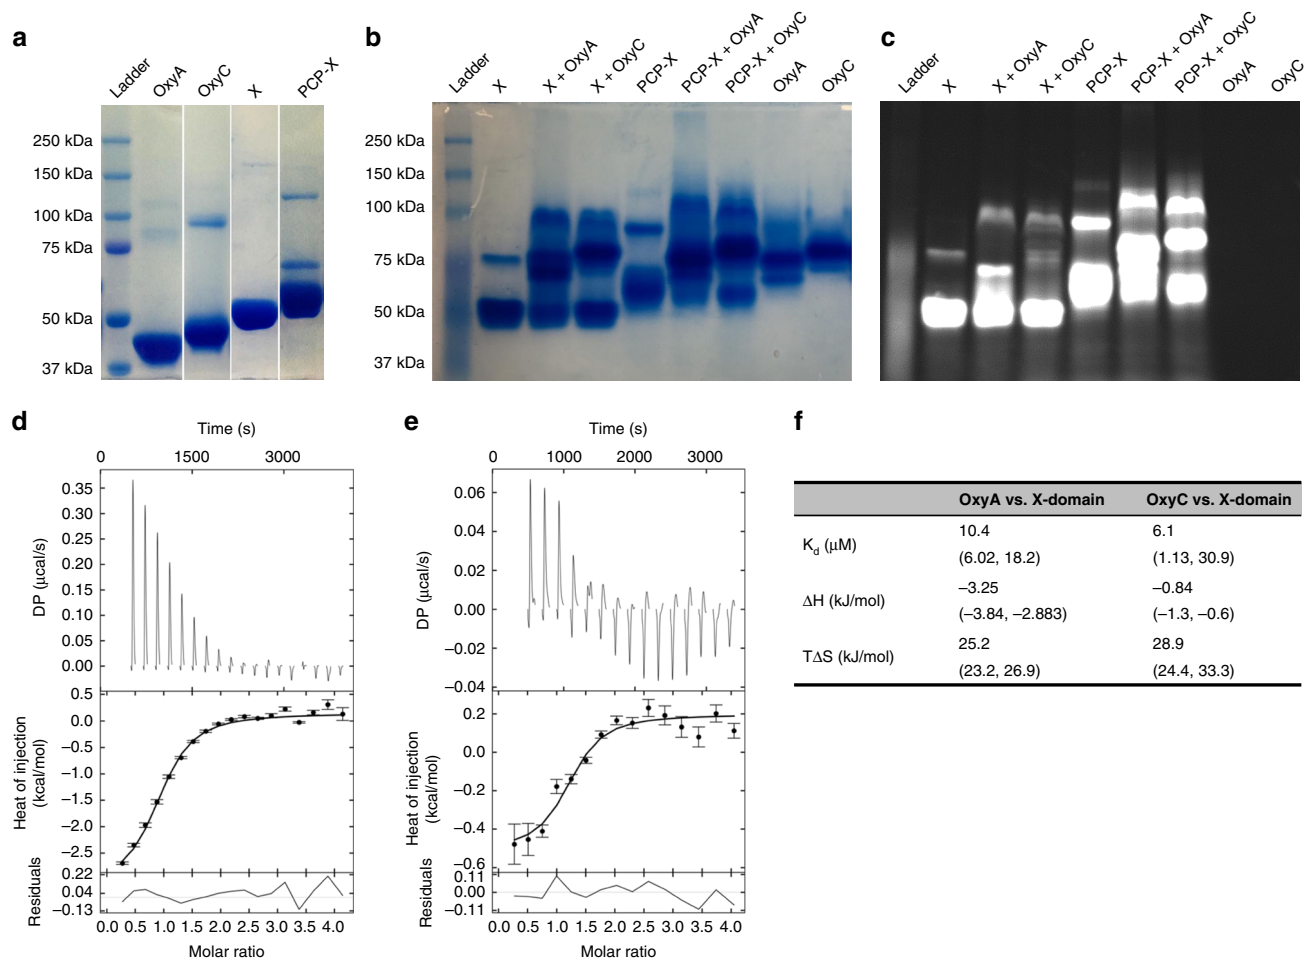 a
Ladder
OxyA
OxyC
X
PCP-X
250 kDa
150 kDa
100 kDa
75 kDa
50 kDa
37 kDa
b
Ladder
X
X + OxyA
X + OxyC
PCP-X
PCP-X + OxyA
PCP-X + OxyC
OxyA
OxyC
250 kDa
150 kDa
100 kDa
75 kDa
50 kDa
37 kDa
c
Ladder
X
X + OxyA
X + OxyC
PCP-X
PCP-X + OxyA
PCP-X + OxyC
OxyA
OxyC
d
Time (s)
0 1500 3000
DP (µcal/s)
0.35
0.30
0.25
0.20
0.15
0.10
0.05
0.00
Heat of injection
(kcal/mol)
0.5
0.0
–0.5
–1.0
–1.5
–2.0
–2.5
Residuals
0.22
0.04
–0.13
0.0 0.5 1.0 1.5 2.0 2.5 3.0 3.5 4.0
Molar ratio
e
Time (s)
0 1000 2000 3000
DP (µcal/s)
0.06
0.04
0.02
0.00
–0.02
–0.04
Heat of injection
(kcal/mol)
0.2
0.0
–0.2
–0.4
–0.6
Residuals
0.11
0.00
–0.11
0.0 0.5 1.0 1.5 2.0 2.5 3.0 3.5 4.0
Molar ratio
f
OxyA vs. X-domain OxyC vs. X-domain
Kd (µM) 10.4 6.1
(6.02, 18.2) (1.13, 30.9)
ΔH (kJ/mol) –3.25 –0.84
(–3.84, –2.883) (–1.3, –0.6)
TΔS (kJ/mol) 25.2 28.9
(23.2, 26.9) (24.4, 33.3)